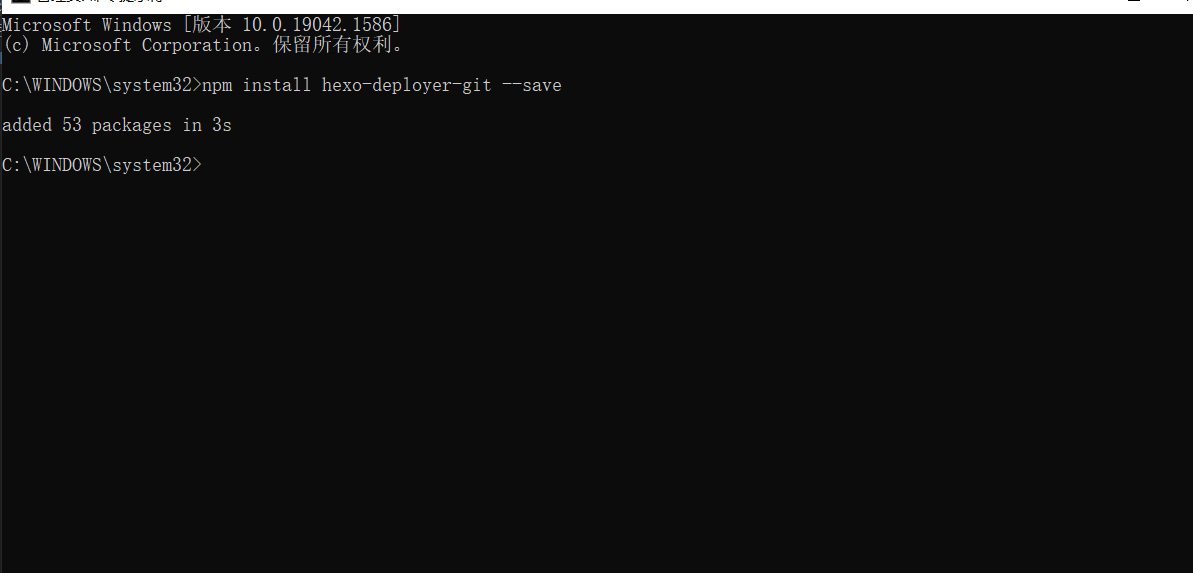 Microsoft Windows [版本 10.0.19042.1586]
(c) Microsoft Corporation。保留所有权利。
C:\WINDOWS\system32>npm install hexo-deployer-git --save
added 53 packages in 3s
C:\WINDOWS\system32>